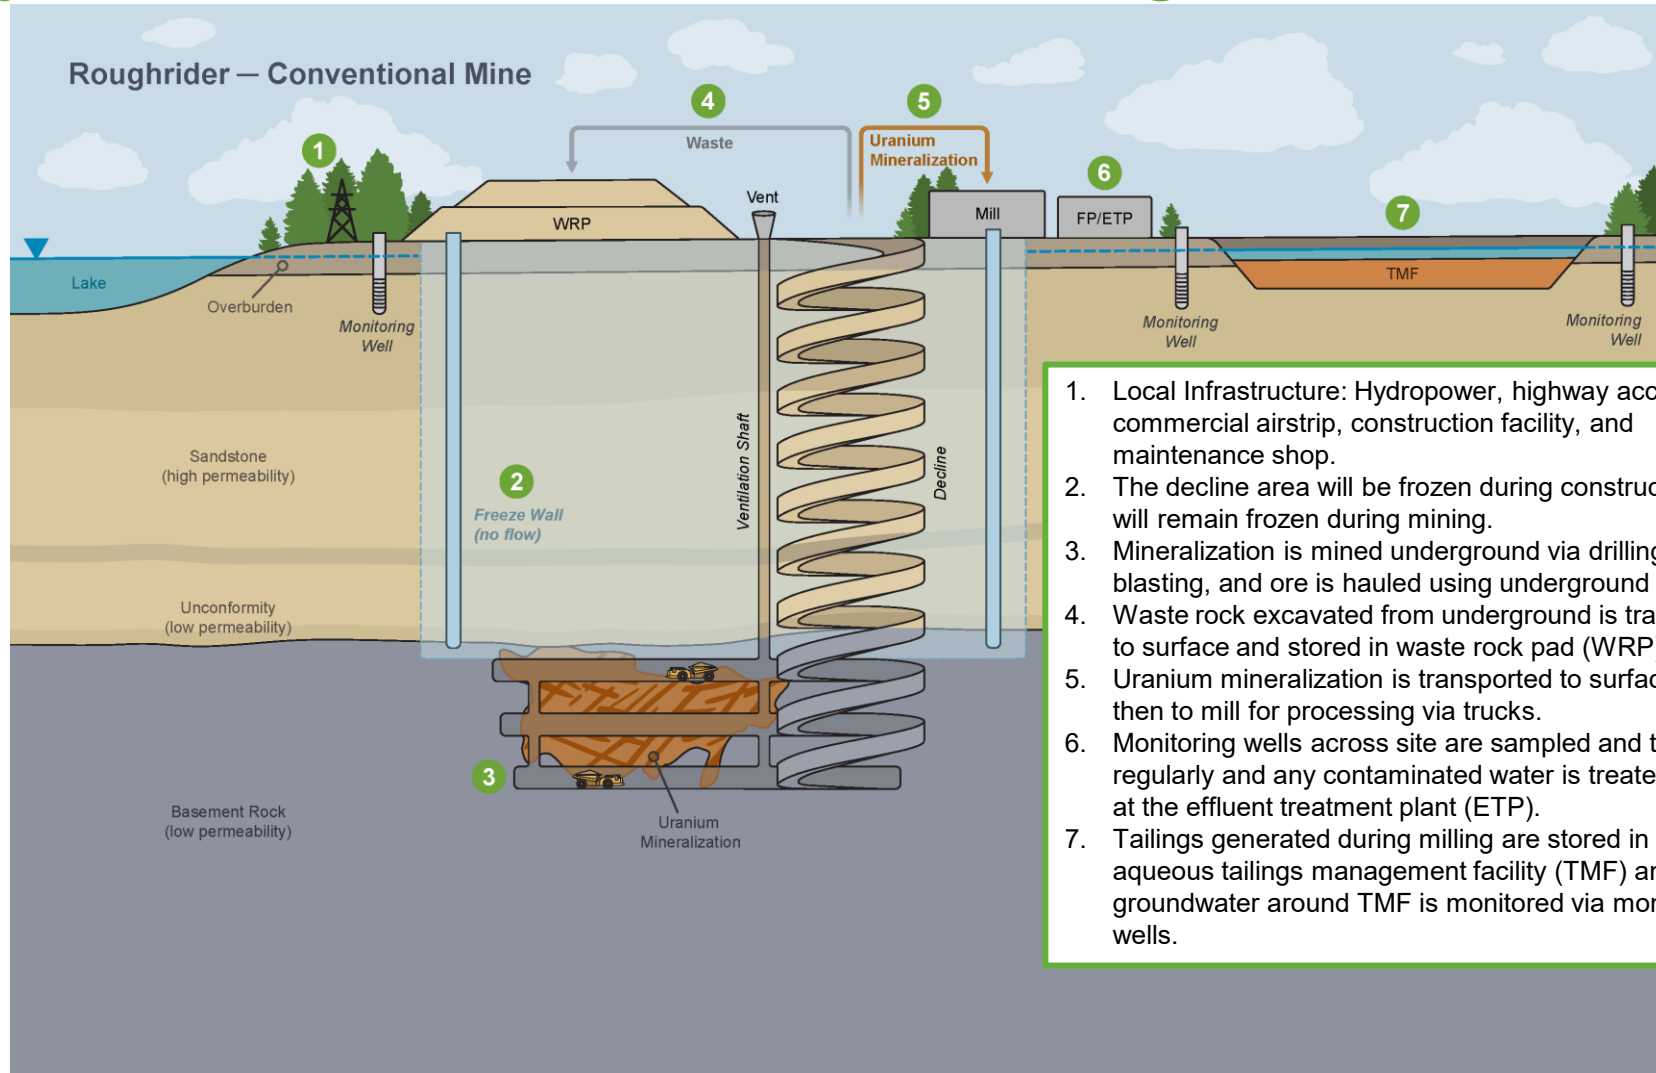 Roughrider — Conventional Mine
4
5
Waste
Uranium
Mineralization
1
6
7
Vent
WRP
Mill
FP/ETP
TMF
Lake
Overburden
Monitoring
Well
Monitoring
Well
Monitoring
Well
Sandstone
(high permeability)
2
Freeze Wall
(no flow)
Ventilation Shaft
Decline
Unconformity
(low permeability)
3
Basement Rock
(low permeability)
Uranium
Mineralization
1. Local Infrastructure: Hydropower, highway
commercial airstrip, construction facility, and
maintenance shop.
2. The decline area will be frozen during
will remain frozen during mining.
3. Mineralization is mined underground via drilling
blasting, and ore is hauled using underground
4. Waste rock excavated from underground is
to surface and stored in waste rock pad (WRP
5. Uranium mineralization is transported to
then to mill for processing via trucks.
6. Monitoring wells across site are sampled and
regularly and any contaminated water is
at the effluent treatment plant (ETP).
7. Tailings generated during milling are stored in
aqueous tailings management facility (TMF)
groundwater around TMF is monitored via
wells.